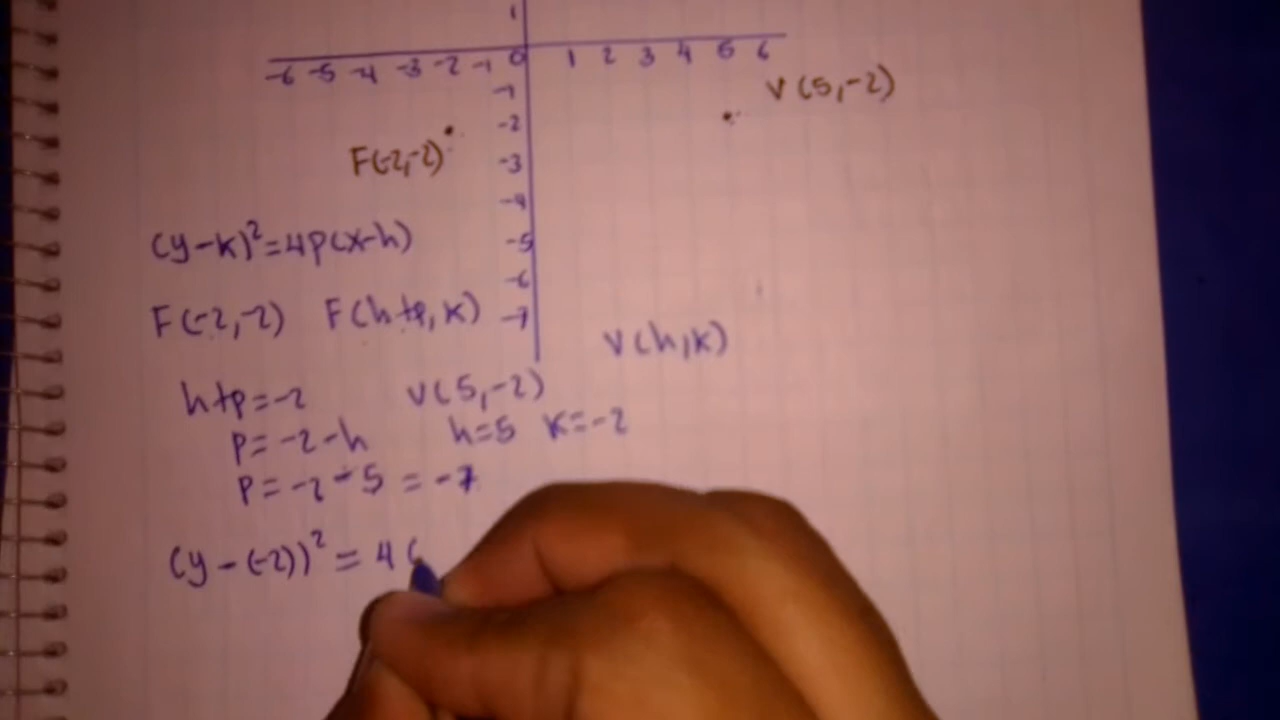 1
-6 -5 -4 -3 -2 -1 0 1 2 3 4 5 6
-1
V(5,-2)
-2
F(-2,-2)
-3
-4
(y-k)²=4P(x-h)
-5
-6
F(-2,-2) F(h+p,k)
-7
V(h,k)
h+p=-2 V(5,-2)
P=-2-h h=5 k=-2
P=-2-5=-7
(y-(-2))²=4(